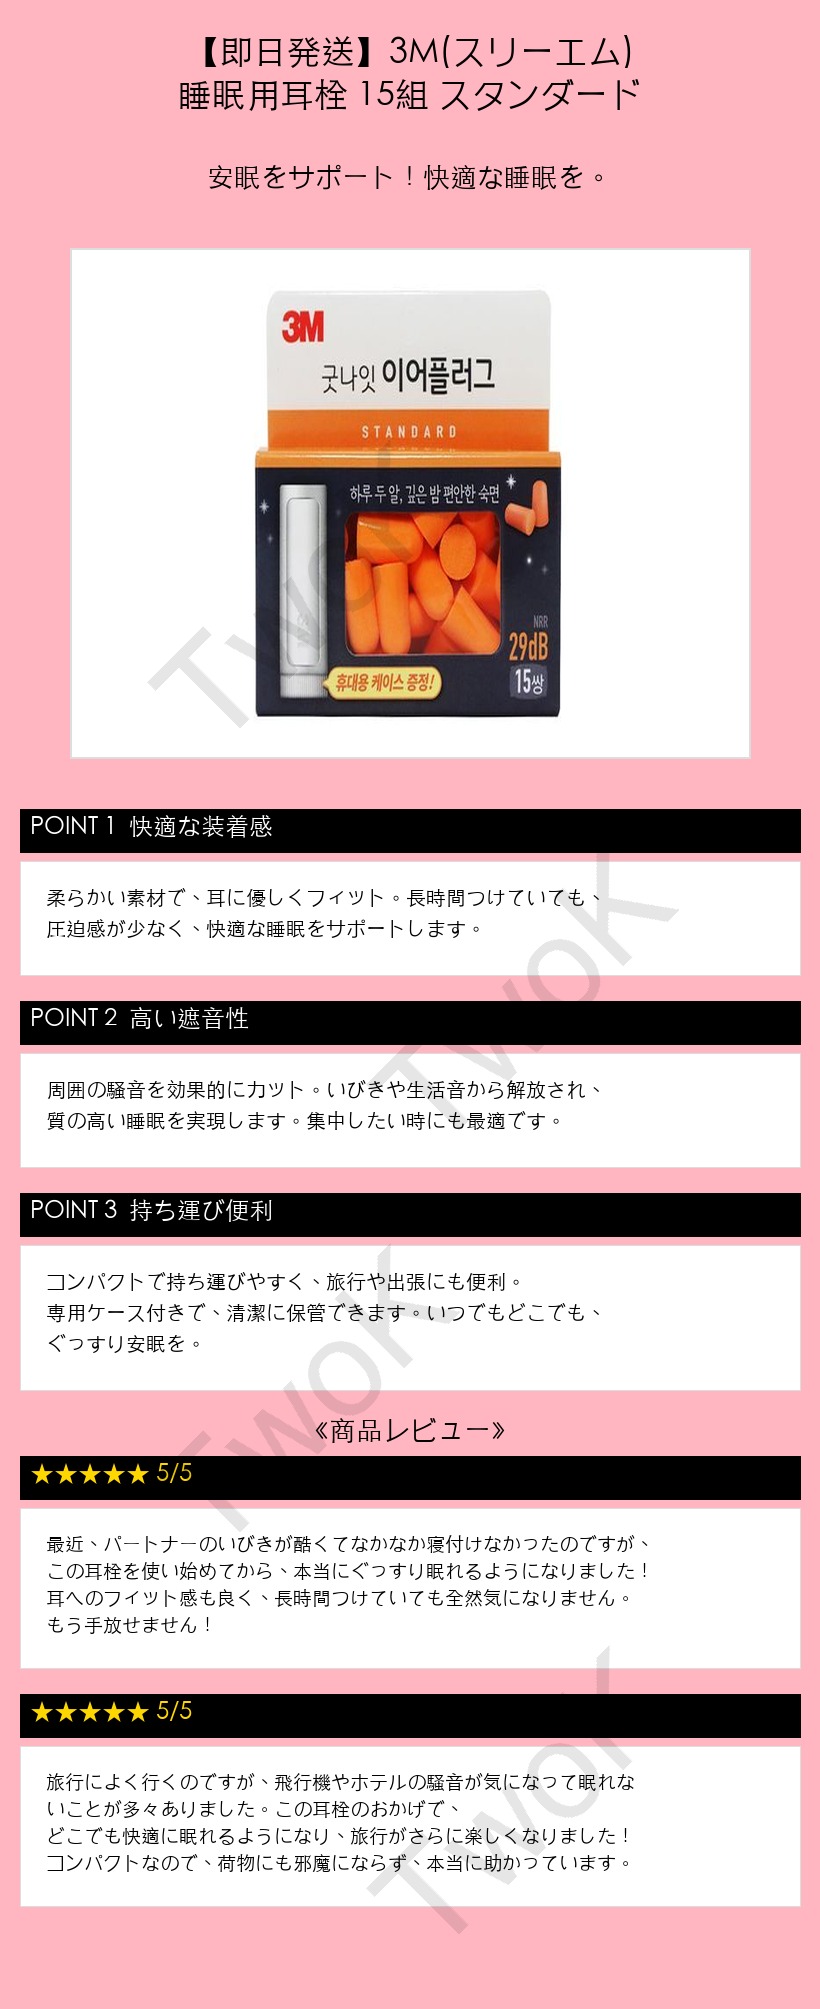 【即日発送】3M(スリーエム)
睡眠用耳栓 15組 スタンダード
安眠をサポート！快適な睡眠を。
3M
굿나잇 이어플러그
STANDARD
하루 두 알, 깊은 밤 편안한 숙면
NRR
29dB
15쌍
휴대용 케이스 증정!
TwoK
POINT 1 快適な装着感
柔らかい素材で、耳に優しくフィット。長時間つけていても、
圧迫感が少なく、快適な睡眠をサポートします。
TwoK
POINT 2 高い遮音性
周囲の騒音を効果的にカット。いびきや生活音から解放され、
質の高い睡眠を実現します。集中したい時にも最適です。
POINT 3 持ち運び便利
コンパクトで持ち運びやすく、旅行や出張にも便利。
専用ケース付きで、清潔に保管できます。いつでもどこでも、
ぐっすり安眠を。
TwoK
《商品レビュー》
★★★★★ 5/5
最近、パートナーのいびきが酷くてなかなか寝付けなかったのですが、
この耳栓を使い始めてから、本当にぐっすり眠れるようになりました！
耳へのフィット感も良く、長時間つけていても全然気になりません。
もう手放せません！
★★★★★ 5/5
旅行によく行くのですが、飛行機やホテルの騒音が気になって眠れな
いことが多々ありました。この耳栓のおかげで、
どこでも快適に眠れるようになり、旅行がさらに楽しくなりました！
コンパクトなので、荷物にも邪魔にならず、本当に助かっています。
TwoK